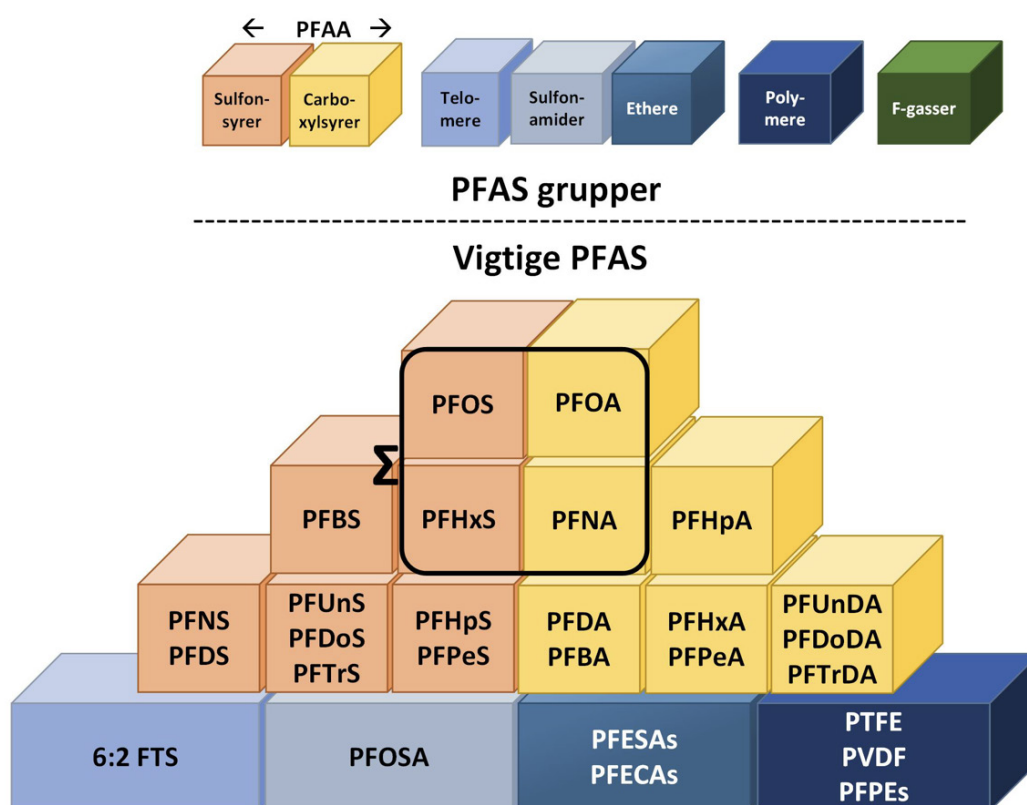 ← PFAA →
Sulfon-
syrer
Carbo-
xylsyrer
Telo-
mere
Sulfon-
amider
Ethere
Poly-
mere
F-gasser
PFAS grupper
Vigtige PFAS
PFOS
PFOA
Σ
PFBS
PFHxS
PFNA
PFHpA
PFNS
PFDS
PFUnS
PFDoS
PFTrS
PFHpS
PFPeS
PFDA
PFBA
PFHxA
PFPeA
PFUnDA
PFDoDA
PFTrDA
6:2 FTS
PFOSA
PFESAs
PFECAs
PTFE
PVDF
PFPEs